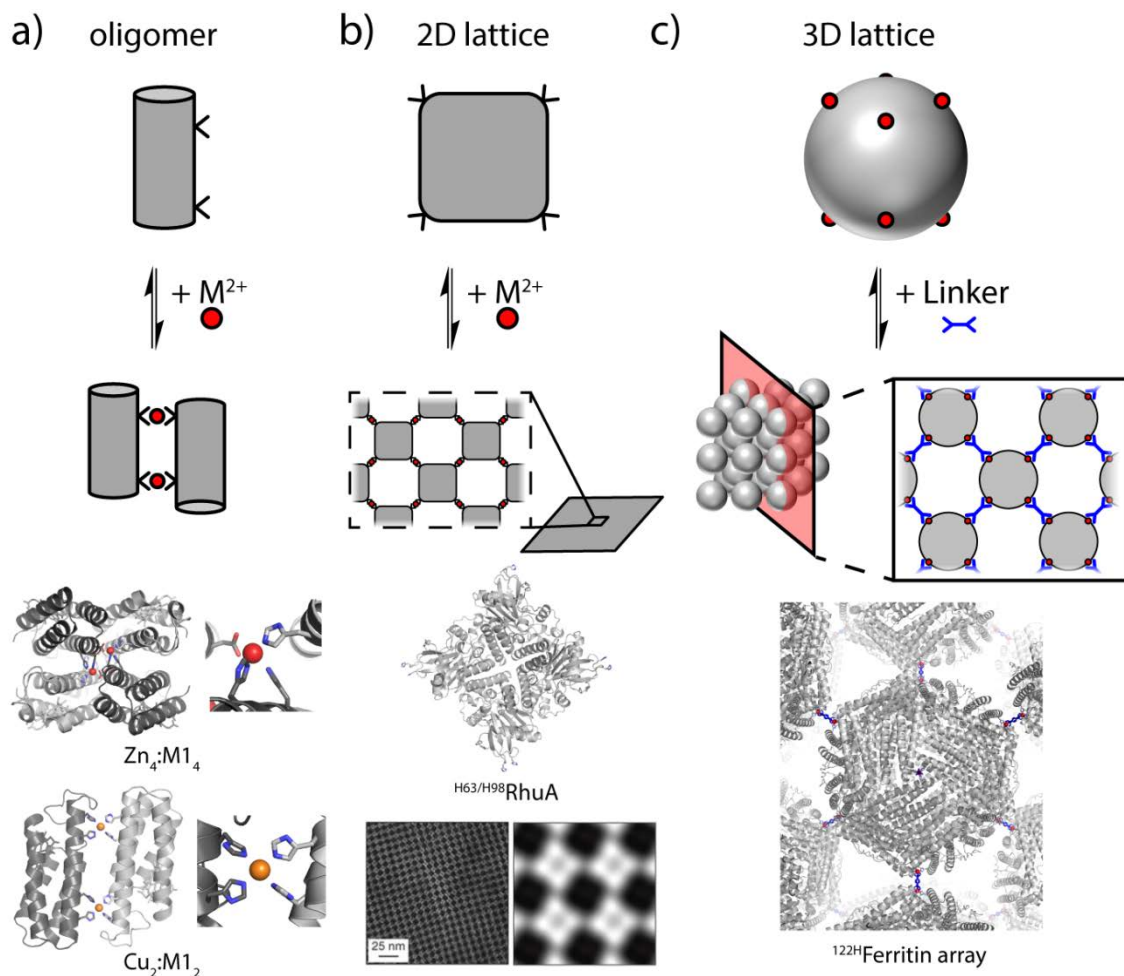 a) oligomer
b) 2D lattice
c) 3D lattice
+ M²⁺
+ M²⁺
+ Linker
Zn₄:M1₄
Cu₂:M1₂
ᴴ⁶³/ᴴ⁹⁸RhuA
25 nm
¹²²ᴴFerritin array